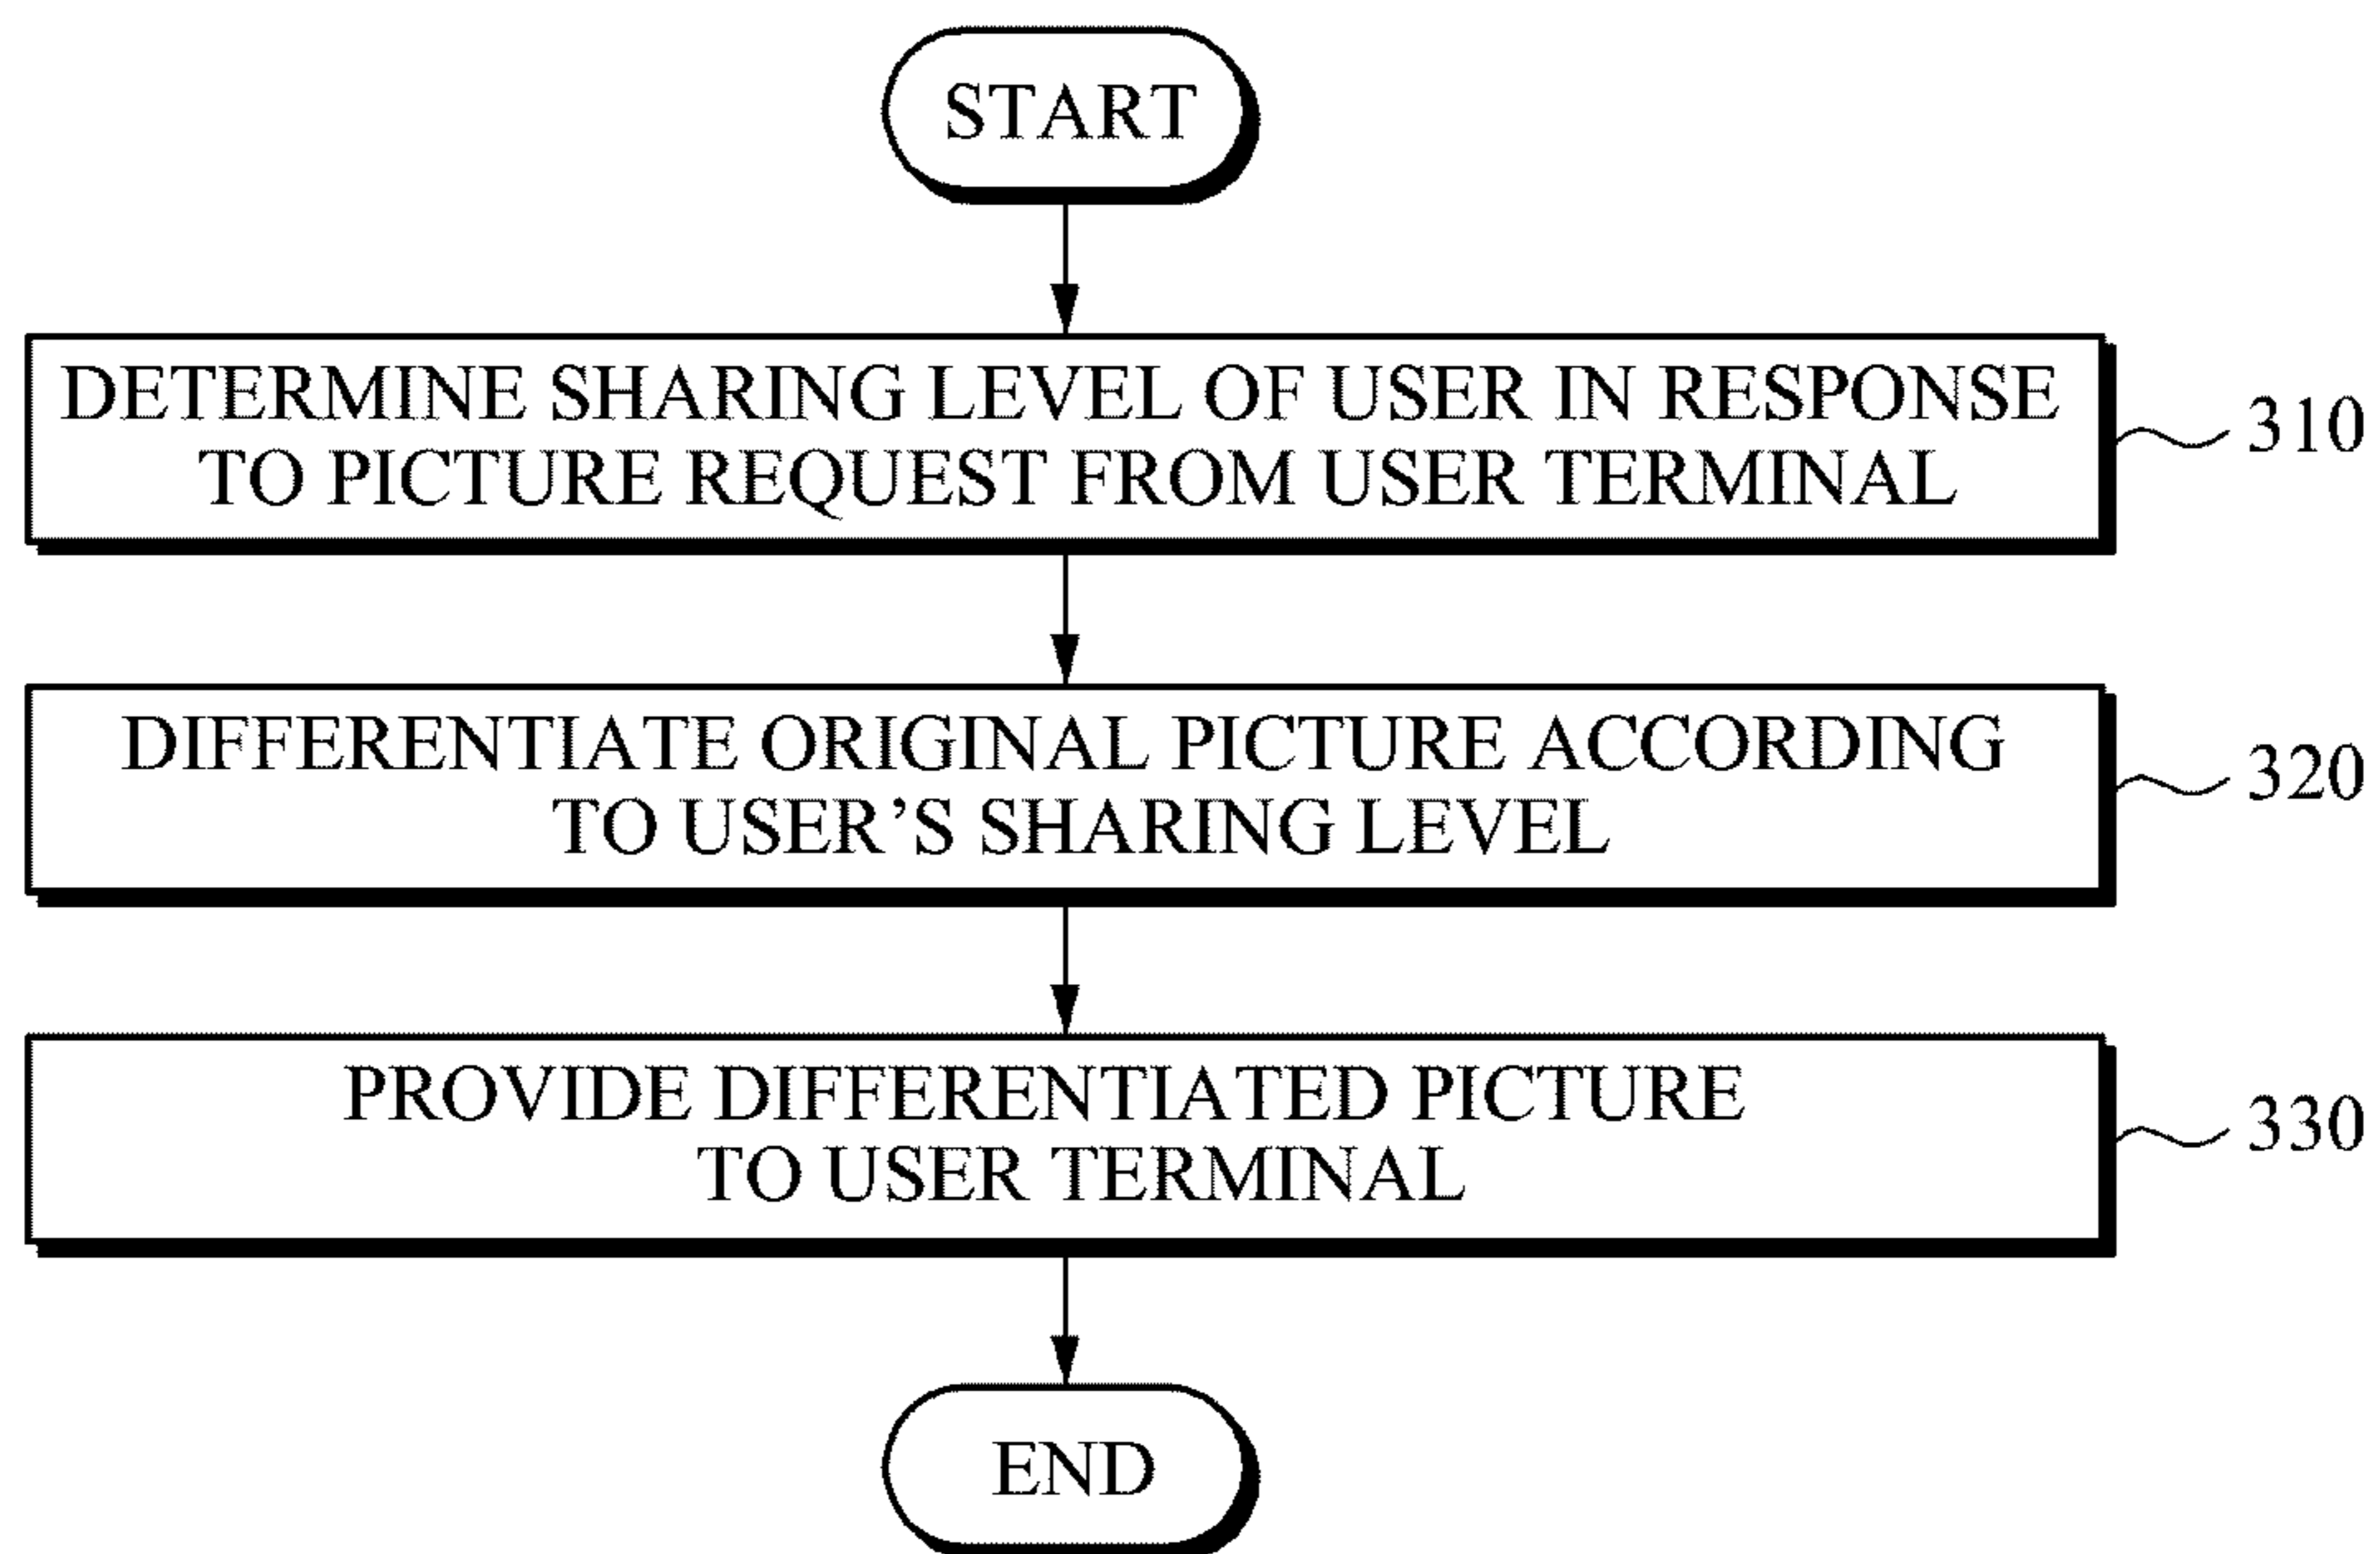 START
DETERMINE SHARING LEVEL OF USER IN RESPONSE
TO PICTURE REQUEST FROM USER TERMINAL
310
DIFFERENTIATE ORIGINAL PICTURE ACCORDING
TO USER’S SHARING LEVEL
320
PROVIDE DIFFERENTIATED PICTURE
TO USER TERMINAL
330
END